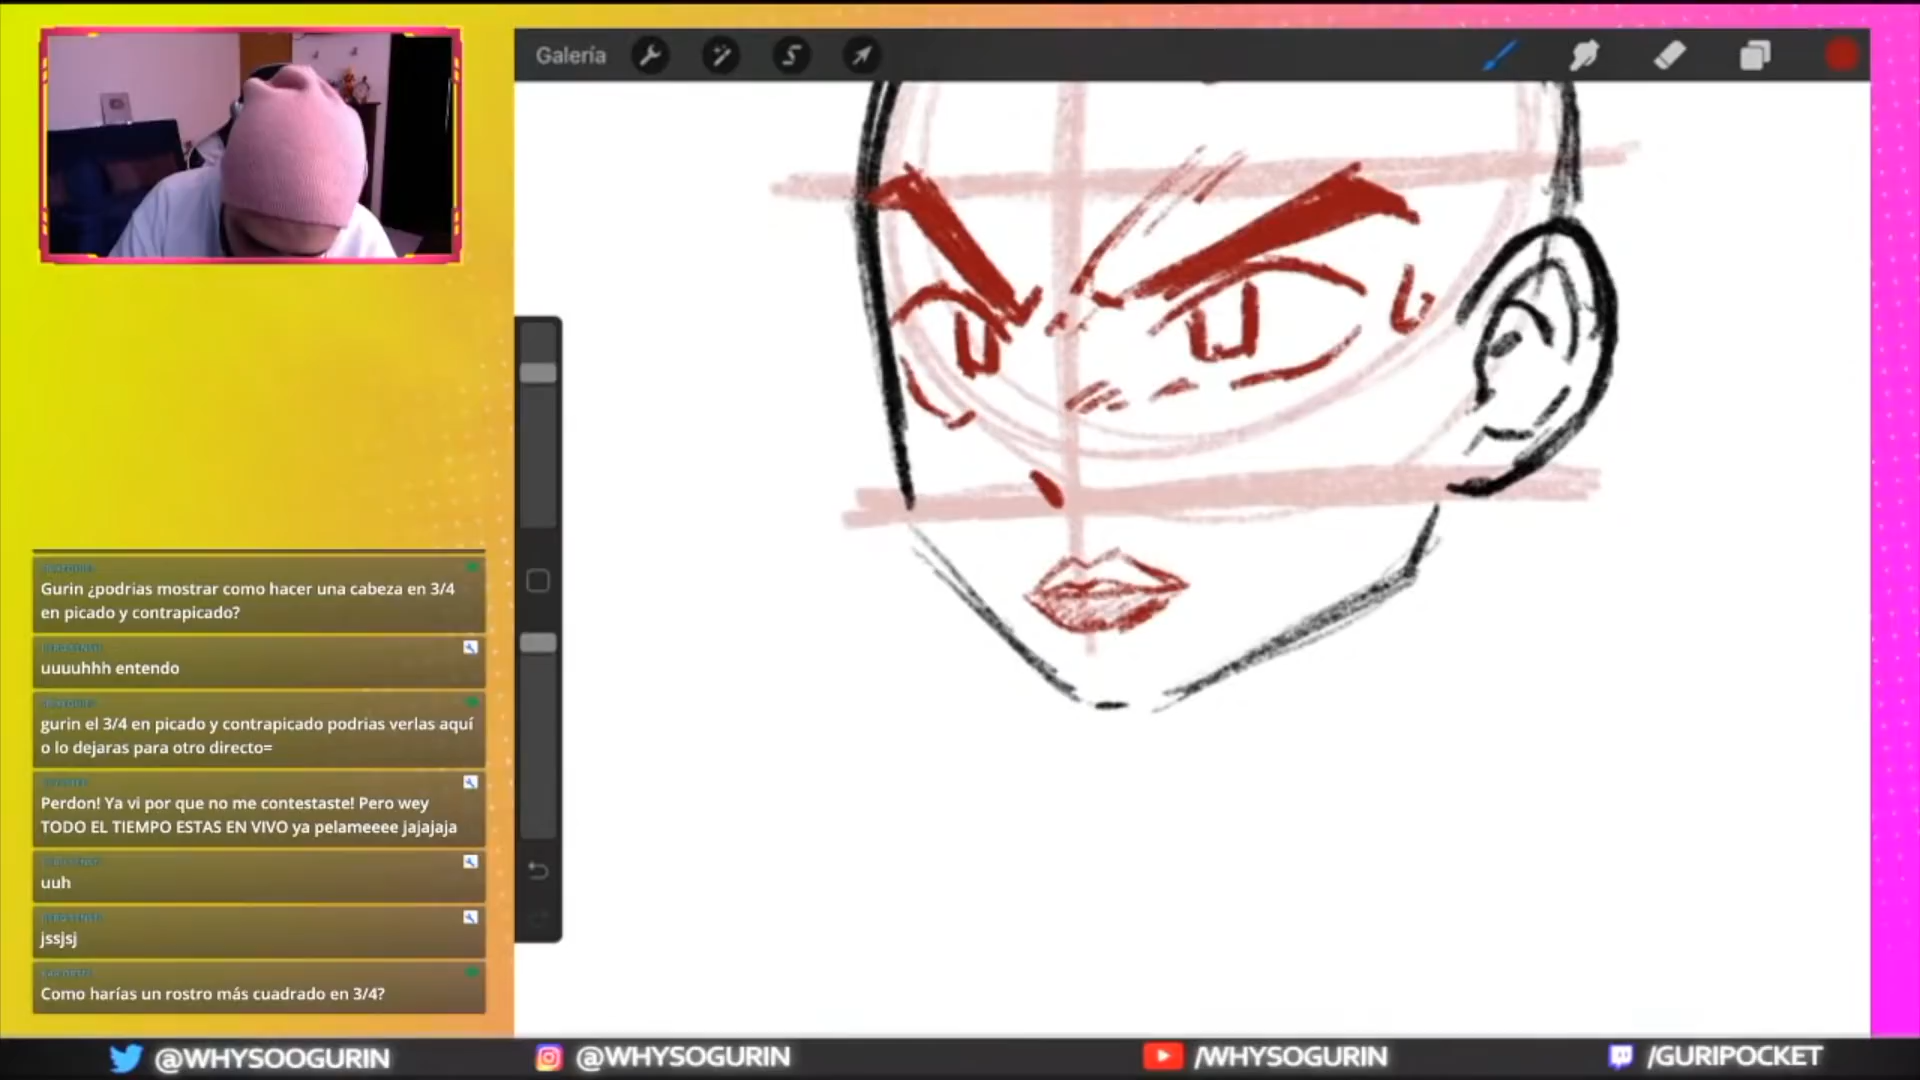 Galería
Gurin ¿podrias mostrar como hacer una cabeza en 3/4
en picado y contrapicado?
uuuuhhh entendo
gurin el 3/4 en picado y contrapicado podrias verlas aquí
o lo dejaras para otro directo=
Perdon! Ya vi por que no me contestaste! Pero wey
TODO EL TIEMPO ESTAS EN VIVO ya pelameeee jajajaja
uuh
jssjsj
Como harías un rostro más cuadrado en 3/4?
@WHYSOOGURIN
@WHYSOGURIN
/WHYSOGURIN
/GURIPOCKET